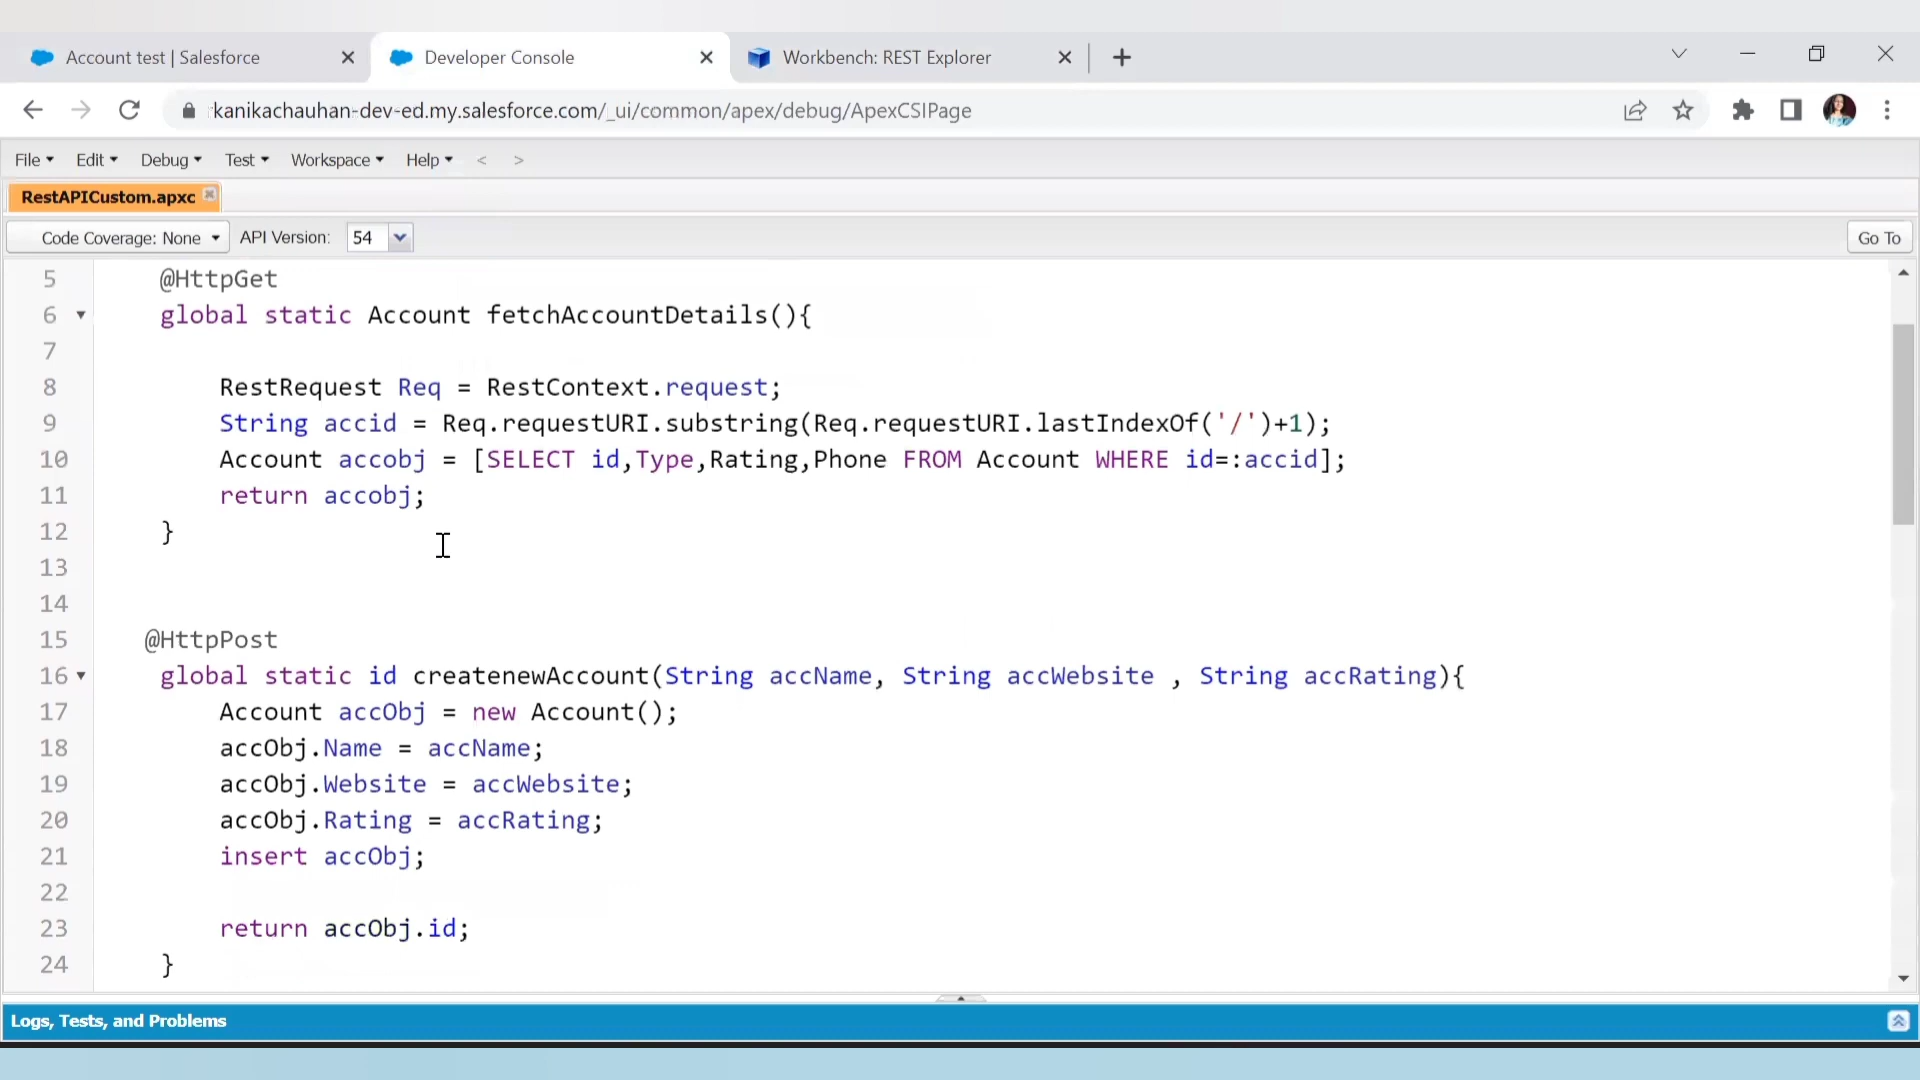 Account test | Salesforce
Developer Console
Workbench: REST Explorer
kanikachauhan-dev-ed.my.salesforce.com/_ui/common/apex/debug/ApexCSIPage
File Edit Debug Test Workspace Help < >
RestAPICustom.apxc
Code Coverage: None API Version: 54 Go To
5 @HttpGet
6 global static Account fetchAccountDetails(){
7
8 RestRequest Req = RestContext.request;
9 String accid = Req.requestURI.substring(Req.requestURI.lastIndexOf('/')+1);
10 Account accobj = [SELECT id,Type,Rating,Phone FROM Account WHERE id=:accid];
11 return accobj;
12 }
13
14
15 @HttpPost
16 global static id createnewAccount(String accName, String accWebsite , String accRating){
17 Account accObj = new Account();
18 accObj.Name = accName;
19 accObj.Website = accWebsite;
20 accObj.Rating = accRating;
21 insert accObj;
22
23 return accObj.id;
24 }
Logs, Tests, and Problems